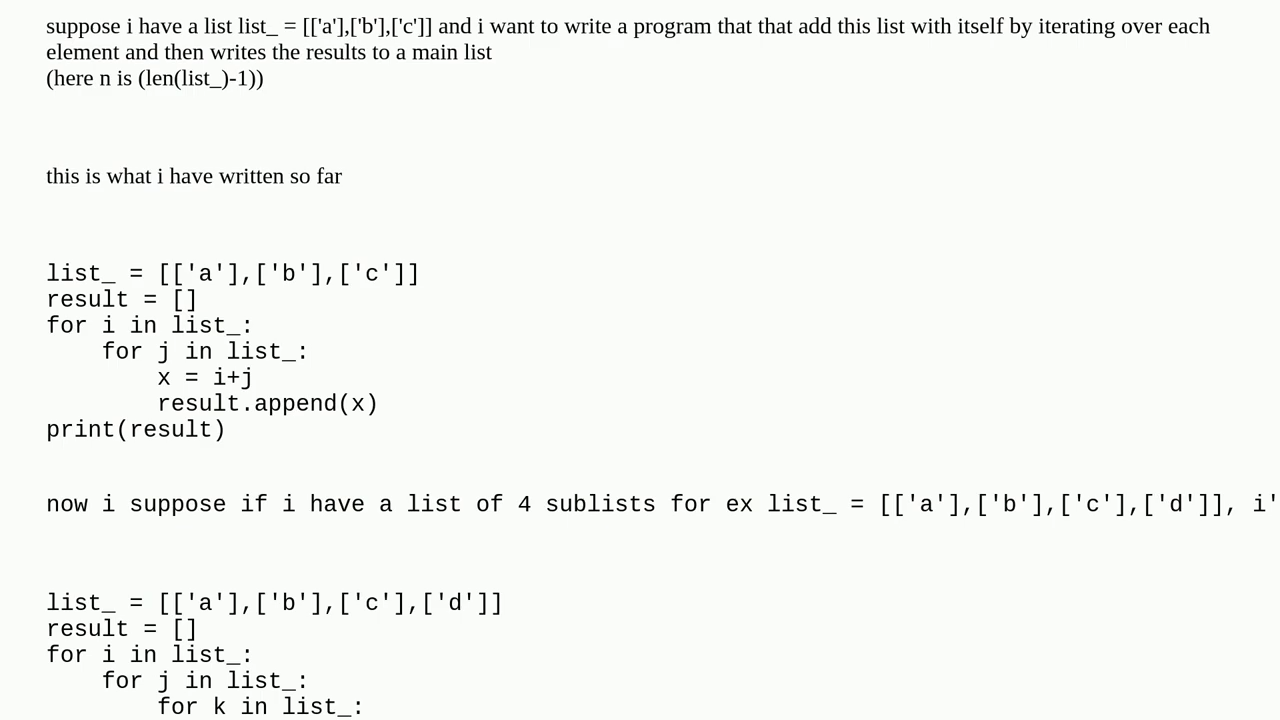 suppose i have a list list_ = [['a'],['b'],['c']] and i want to write a program that that add this list with itself by iterating over each
element and then writes the results to a main list
(here n is (len(list_)-1))
this is what i have written so far
list_ = [['a'],['b'],['c']]
result = []
for i in list_:
    for j in list_:
        x = i+j
        result.append(x)
print(result)
now i suppose if i have a list of 4 sublists for ex list_ = [['a'],['b'],['c'],['d']], i'
list_ = [['a'],['b'],['c'],['d']]
result = []
for i in list_:
    for j in list_:
        for k in list_: